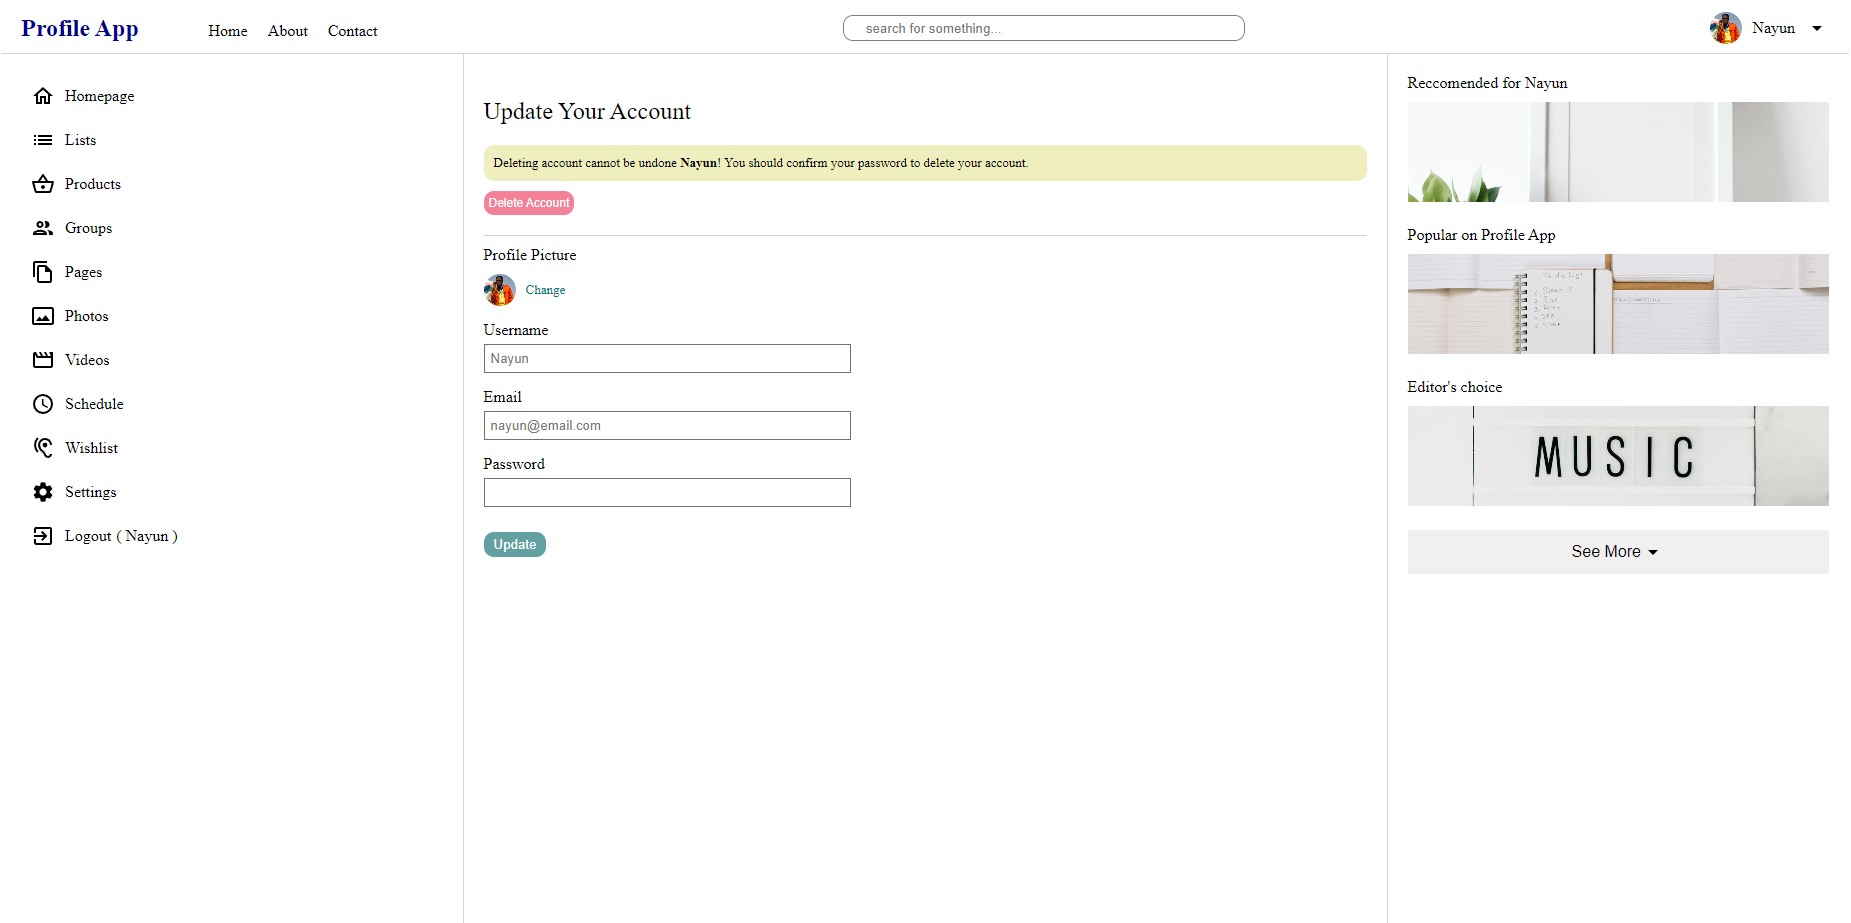 Profile App
Home About Contact
search for something...
Nayun
Homepage
Lists
Products
Groups
Pages
Photos
Videos
Schedule
Wishlist
Settings
Logout ( Nayun )
Update Your Account
Deleting account cannot be undone Nayun! You should confirm your password to delete your account.
Delete Account
Profile Picture
Change
Username
Nayun
Email
nayun@email.com
Password
Update
Reccomended for Nayun
Popular on Profile App
To do list
Editor's choice
MUSIC
See More